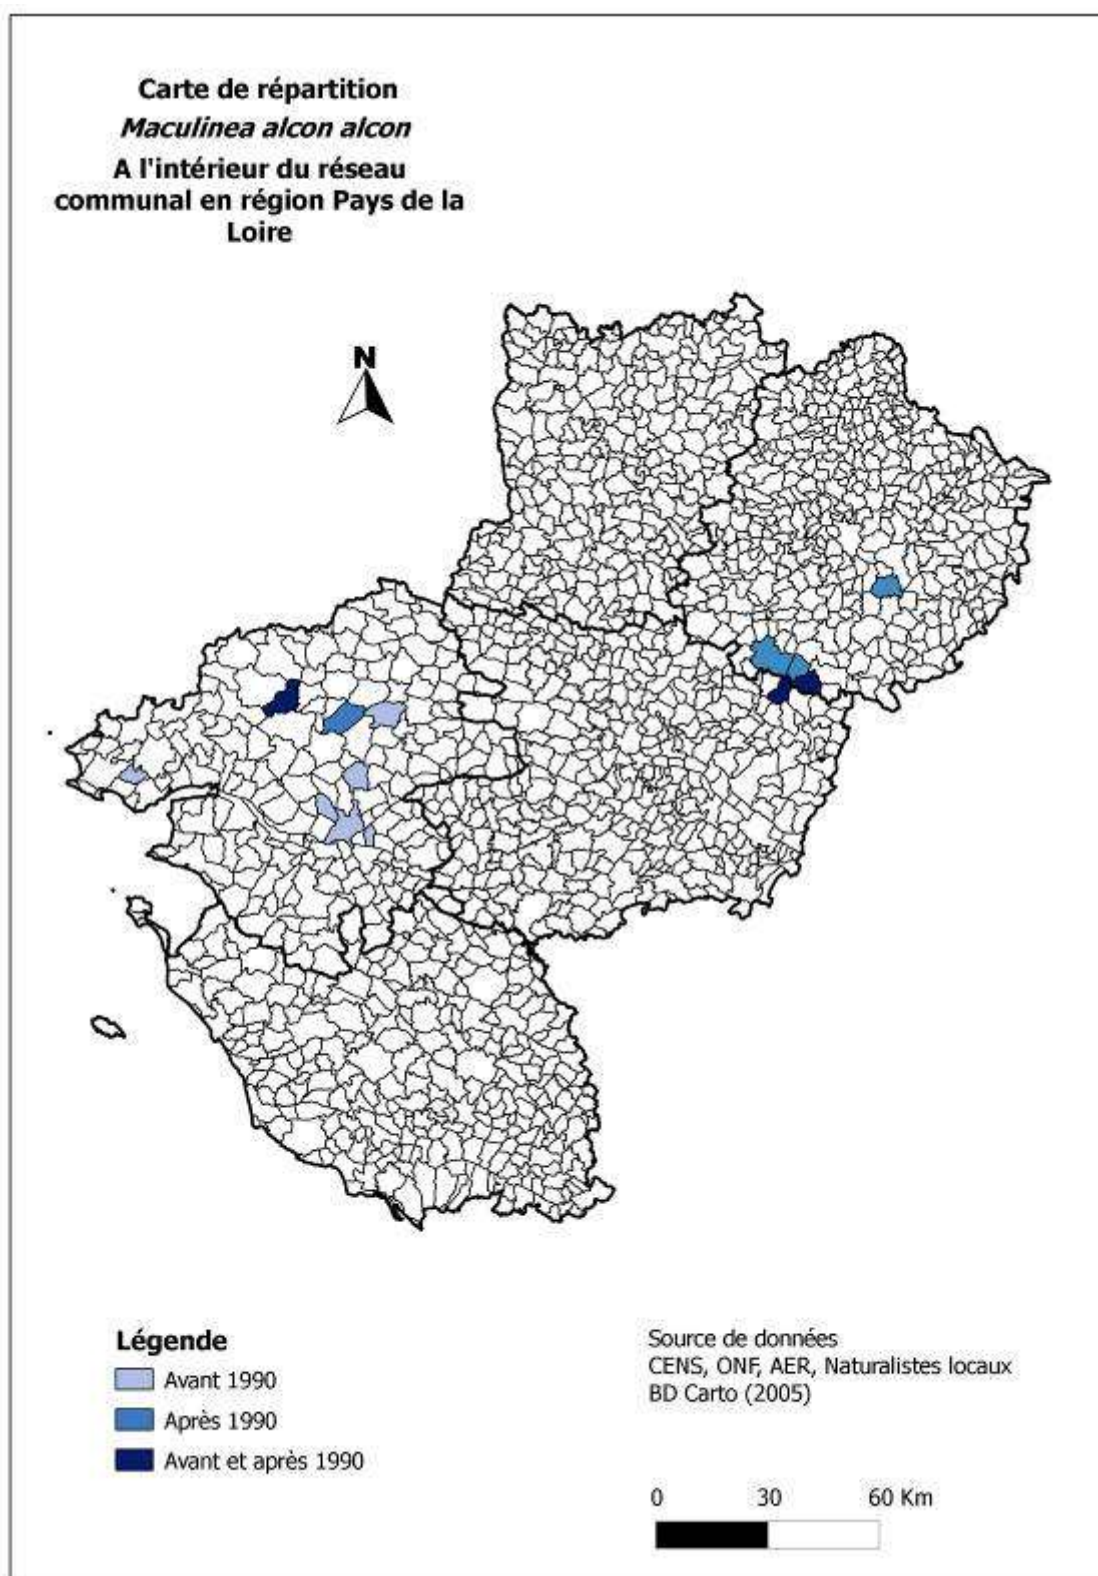 Carte de répartition
Maculinea alcon alcon
A l'intérieur du réseau
communal en région Pays de la
Loire
N
Légende
Avant 1990
Après 1990
Avant et après 1990
Source de données
CENS, ONF, AER, Naturalistes locaux
BD Carto (2005)
0 30 60 Km